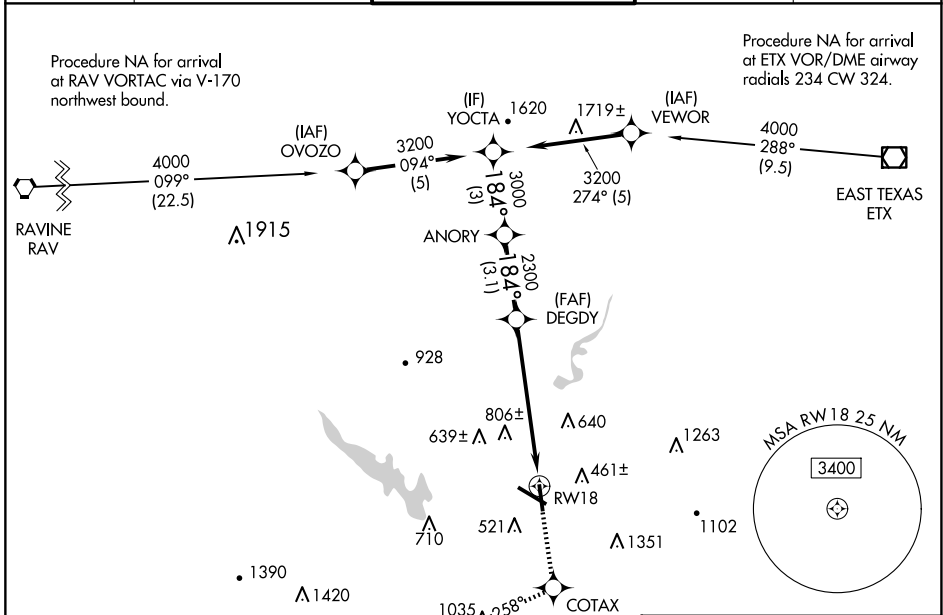 Procedure NA for arrival
at RAV VORTAC via V-170
northwest bound.
Procedure NA for arrival
at ETX VOR/DME airway
radials 234 CW 324.
(IF)
YOCTA
1620
1719±
(IAF)
VEWOR
(IAF)
OVOZO
3200
094°
(5)
4000
288°
(9.5)
4000
099°
(22.5)
3200
274° (5)
EAST TEXAS
ETX
RAVINE
RAV
3000
184°
(3)
1915
ANORY
2300
184°
(3.1)
(FAF)
DEGDY
928
806±
640
639±
1263
MSA RW18 25 NM
3400
461±
RW18
521
710
1102
1351
1390
1420
1035
258°
COTAX